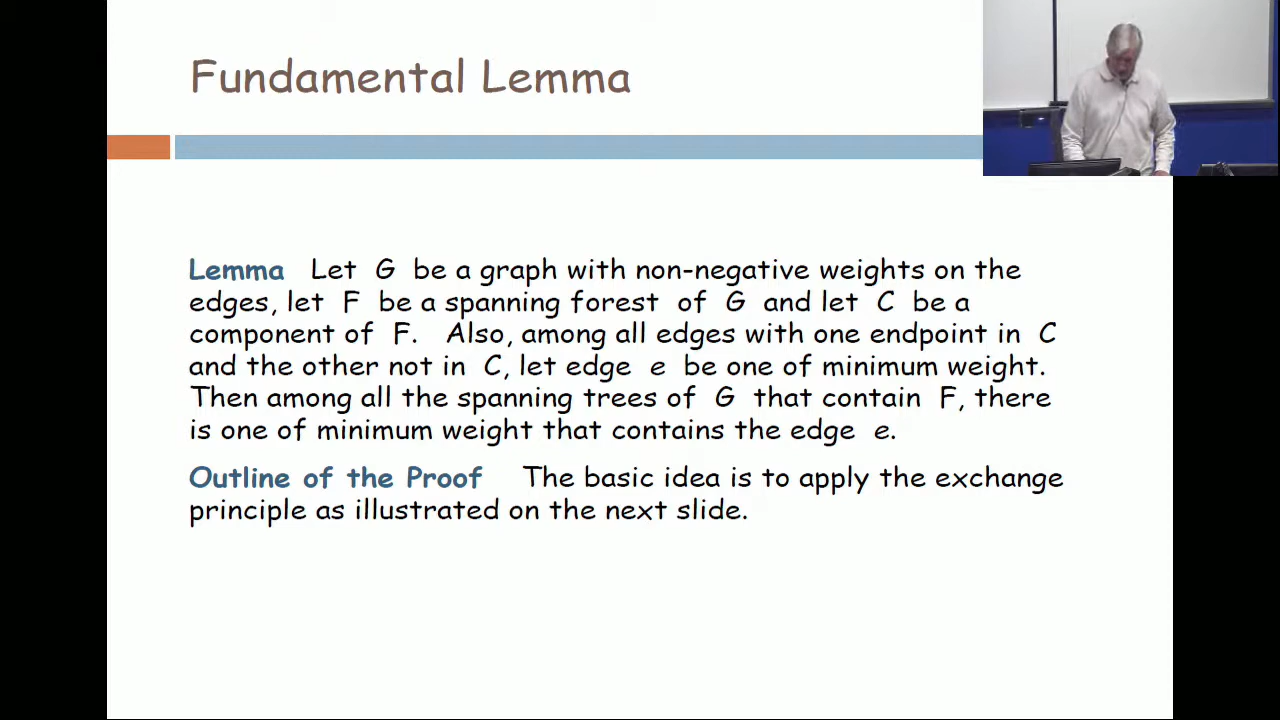 Fundamental Lemma
Lemma Let G be a graph with non-negative weights on the
edges, let F be a spanning forest of G and let C be a
component of F. Also, among all edges with one endpoint in C
and the other not in C, let edge e be one of minimum weight.
Then among all the spanning trees of G that contain F, there
is one of minimum weight that contains the edge e.
Outline of the Proof The basic idea is to apply the exchange
principle as illustrated on the next slide.